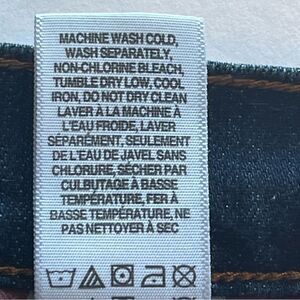 MACHINE WASH COLD,
WASH SEPARATELY,
NON-CHLORINE BLEACH,
TUMBLE DRY LOW, COOL
IRON, DO NOT DRY CLEAN
LAVER À LA MACHINE À
L'EAU FROIDE, LAVER
SÉPARÉMENT, SEULEMENT
DE L'EAU DE JAVEL SANS
CHLORURE, SÉCHER PAR
CULBUTAGE À BASSE
TEMPÉRATURE, FER À
BASSE TEMPÉRATURE, NE
PAS NETTOYER À SEC